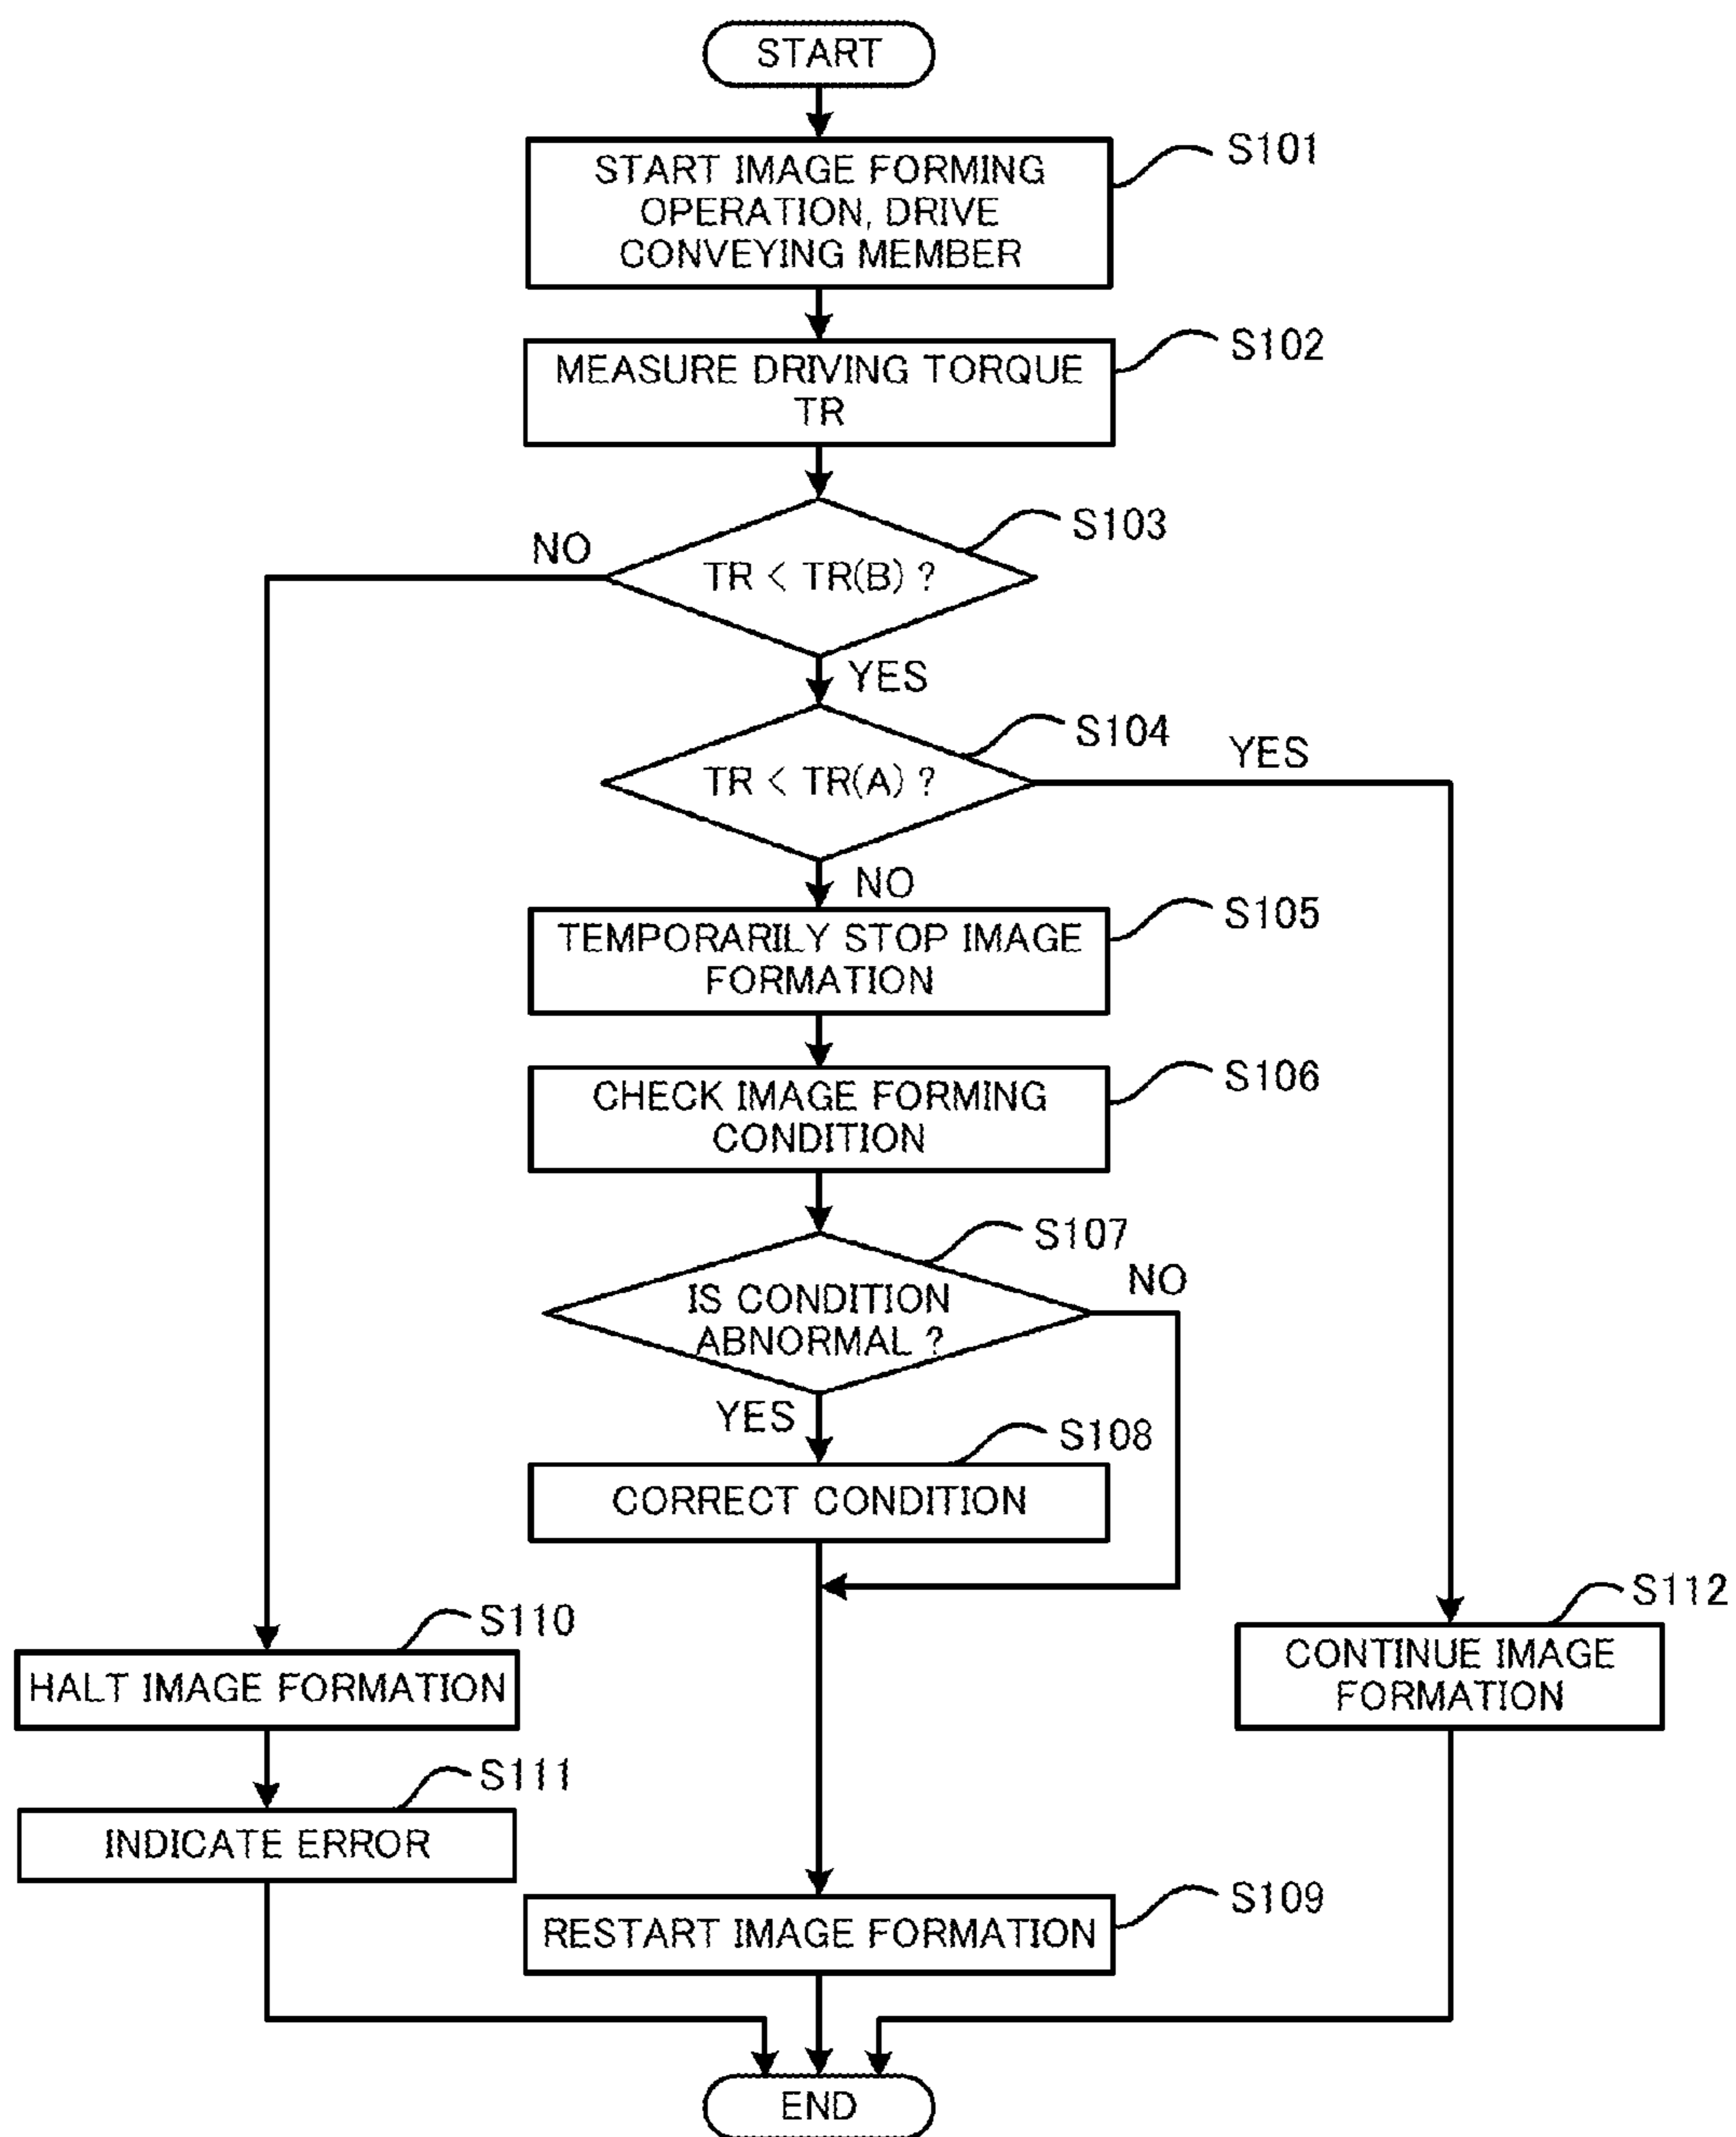 START
START IMAGE FORMING
OPERATION, DRIVE
CONVEYING MEMBER
S101
MEASURE DRIVING TORQUE
TR
S102
TR < TR(B) ?
S103
NO
YES
TR < TR(A) ?
S104
YES
NO
TEMPORARILY STOP IMAGE
FORMATION
S105
CHECK IMAGE FORMING
CONDITION
S106
IS CONDITION
ABNORMAL ?
S107
NO
YES
CORRECT CONDITION
S108
HALT IMAGE FORMATION
S110
INDICATE ERROR
S111
CONTINUE IMAGE
FORMATION
S112
RESTART IMAGE FORMATION
S109
END